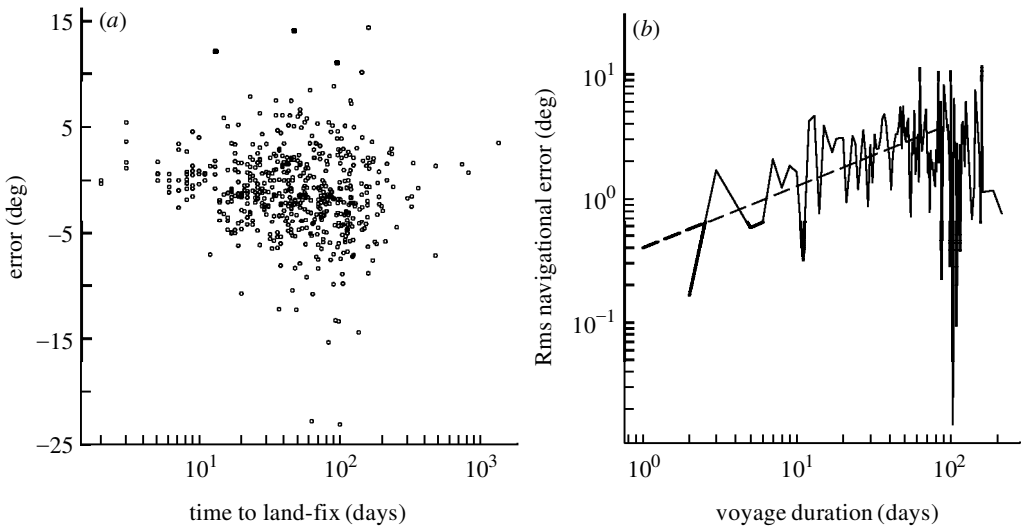 (a)
15
5
−5
−15
−25
error (deg)
10¹ 10² 10³
time to land-fix (days)
(b)
10¹
10⁰
10⁻¹
Rms navigational error (deg)
10⁰ 10¹ 10²
voyage duration (days)